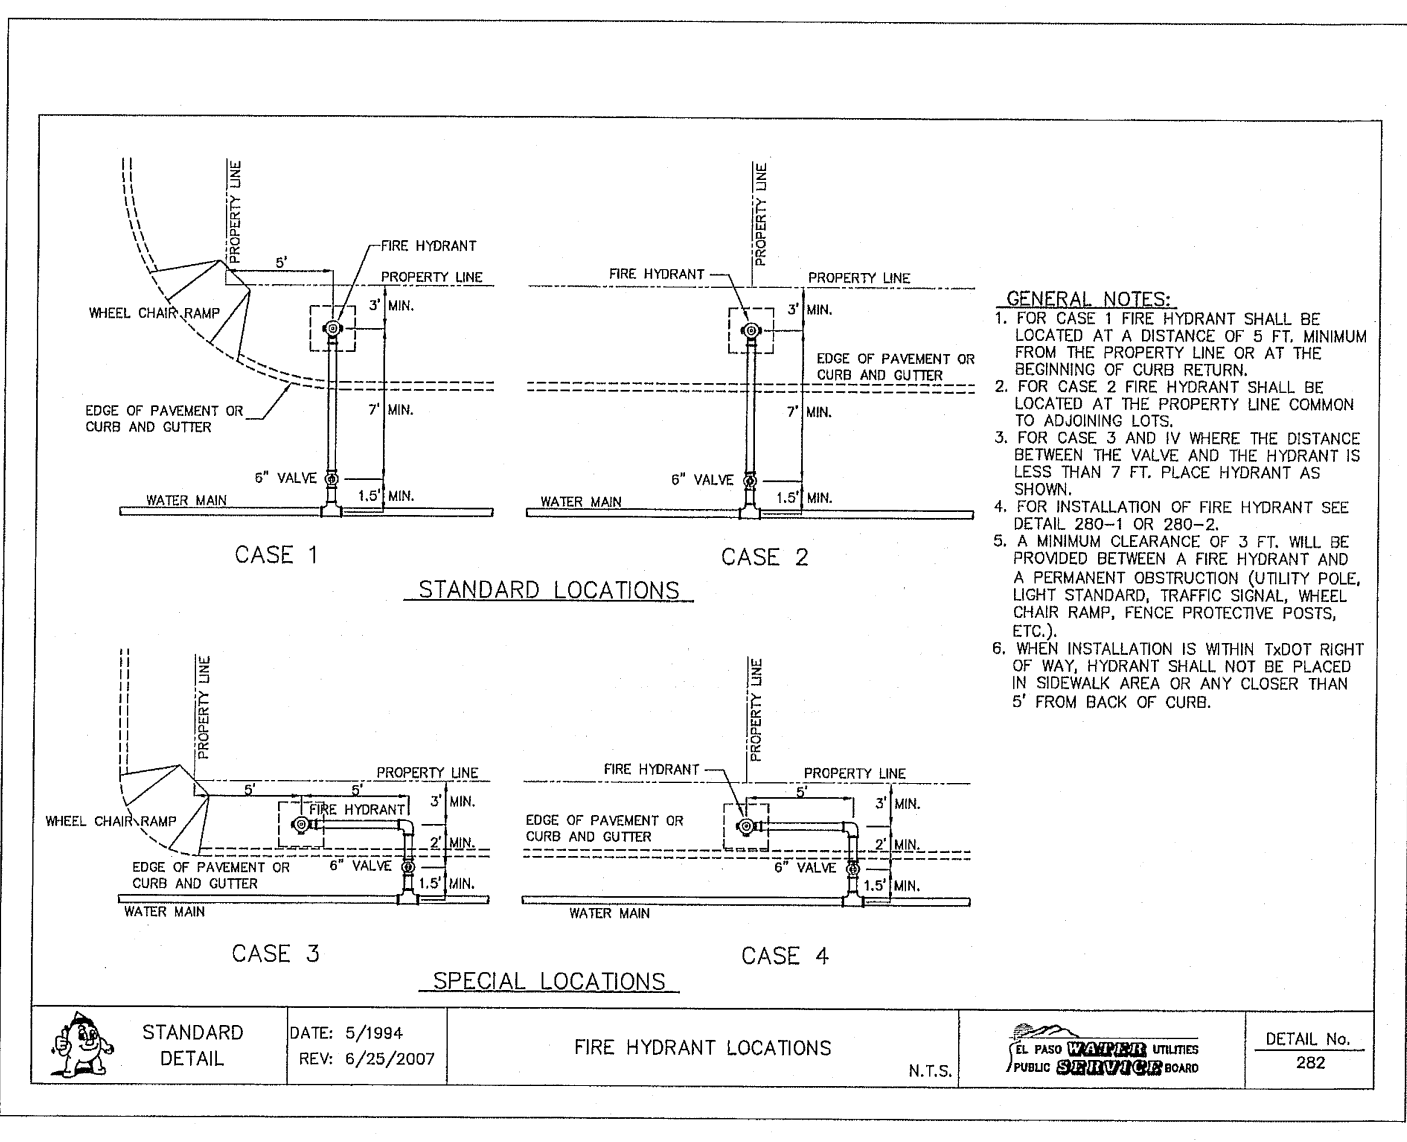 PROPERTY LINE
5'
FIRE HYDRANT
PROPERTY LINE
3' MIN.
WHEEL CHAIR RAMP
EDGE OF PAVEMENT OR
CURB AND GUTTER
7' MIN.
6" VALVE
1.5' MIN.
WATER MAIN
CASE 1
PROPERTY LINE
FIRE HYDRANT
PROPERTY LINE
3' MIN.
EDGE OF PAVEMENT OR
CURB AND GUTTER
7' MIN.
6" VALVE
1.5' MIN.
WATER MAIN
CASE 2
STANDARD LOCATIONS
PROPERTY LINE
PROPERTY LINE
5'
5'
3' MIN.
FIRE HYDRANT
WHEEL CHAIR RAMP
2' MIN.
EDGE OF PAVEMENT OR
CURB AND GUTTER
6" VALVE
1.5' MIN.
WATER MAIN
CASE 3
PROPERTY LINE
FIRE HYDRANT
PROPERTY LINE
5'
3' MIN.
EDGE OF PAVEMENT OR
CURB AND GUTTER
2' MIN.
6" VALVE
1.5' MIN.
WATER MAIN
CASE 4
SPECIAL LOCATIONS
GENERAL NOTES:
1. FOR CASE 1 FIRE HYDRANT SHALL BE
LOCATED AT A DISTANCE OF 5 FT. MINIMUM
FROM THE PROPERTY LINE OR AT THE
BEGINNING OF CURB RETURN.
2. FOR CASE 2 FIRE HYDRANT SHALL BE
LOCATED AT THE PROPERTY LINE COMMON
TO ADJOINING LOTS.
3. FOR CASE 3 AND IV WHERE THE DISTANCE
BETWEEN THE VALVE AND THE HYDRANT IS
LESS THAN 7 FT. PLACE HYDRANT AS
SHOWN.
4. FOR INSTALLATION OF FIRE HYDRANT SEE
DETAIL 280-1 OR 280-2.
5. A MINIMUM CLEARANCE OF 3 FT. WILL BE
PROVIDED BETWEEN A FIRE HYDRANT AND
A PERMANENT OBSTRUCTION (UTILITY POLE,
LIGHT STANDARD, TRAFFIC SIGNAL, WHEEL
CHAIR RAMP, FENCE PROTECTIVE POSTS,
ETC.).
6. WHEN INSTALLATION IS WITHIN TxDOT RIGHT
OF WAY, HYDRANT SHALL NOT BE PLACED
IN SIDEWALK AREA OR ANY CLOSER THAN
5' FROM BACK OF CURB.
STANDARD
DETAIL
DATE: 5/1994
REV: 6/25/2007
FIRE HYDRANT LOCATIONS
N.T.S.
EL PASO WATER UTILITIES
PUBLIC SERVICE BOARD
DETAIL No.
282